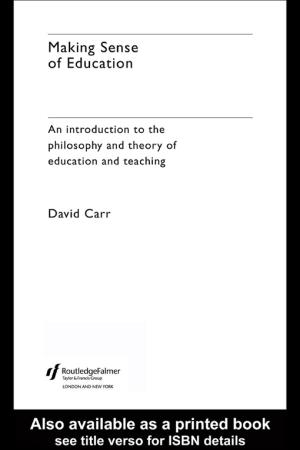 Making Sense
of Education
An introduction to the
philosophy and theory of
education and teaching
David Carr
RoutledgeFalmer
Taylor & Francis Group
LONDON AND NEW YORK
Also available as a printed book
see title verso for ISBN details